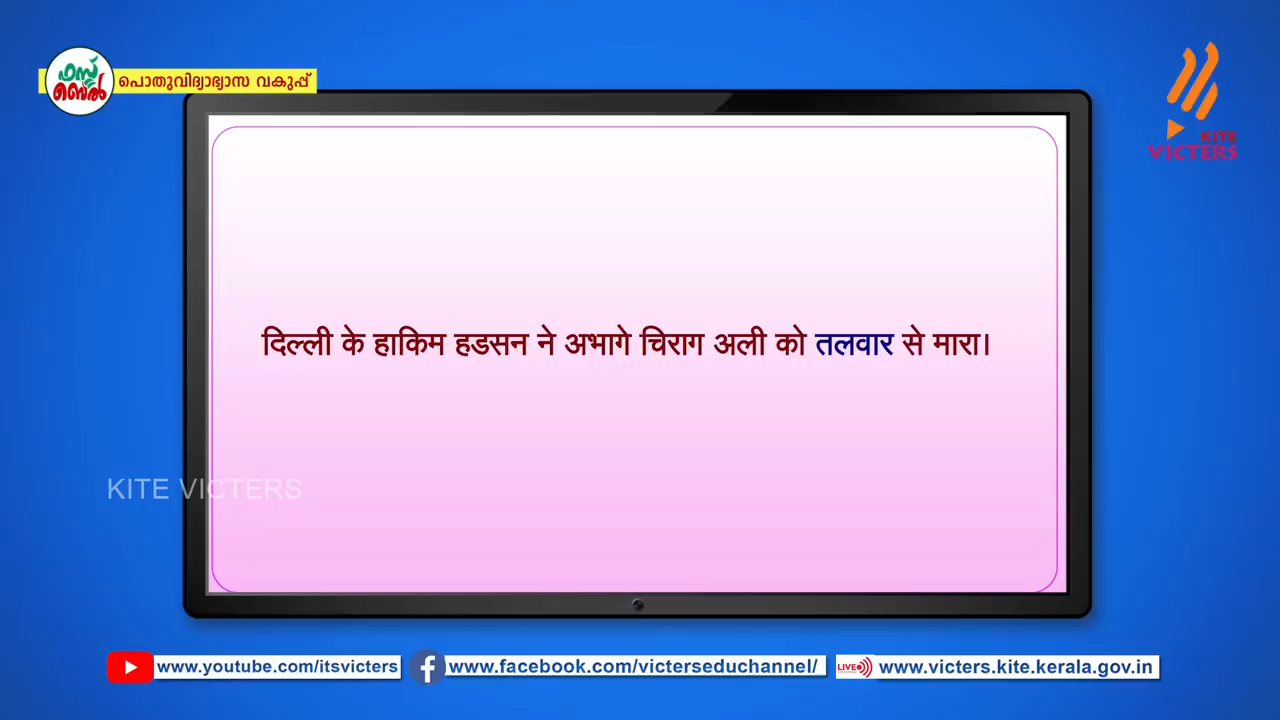 ഫസ്റ്റ്
ബെൽ
പൊതുവിദ്യാഭ്യാസ വകുപ്പ്
KITE
VICTERS
दिल्ली के हाकिम हडसन ने अभागे चिराग अली को तलवार से मारा।
KITE VICTERS
www.youtube.com/itsvicters
www.facebook.com/victerseduchannel/
LIVE
www.victers.kite.kerala.gov.in